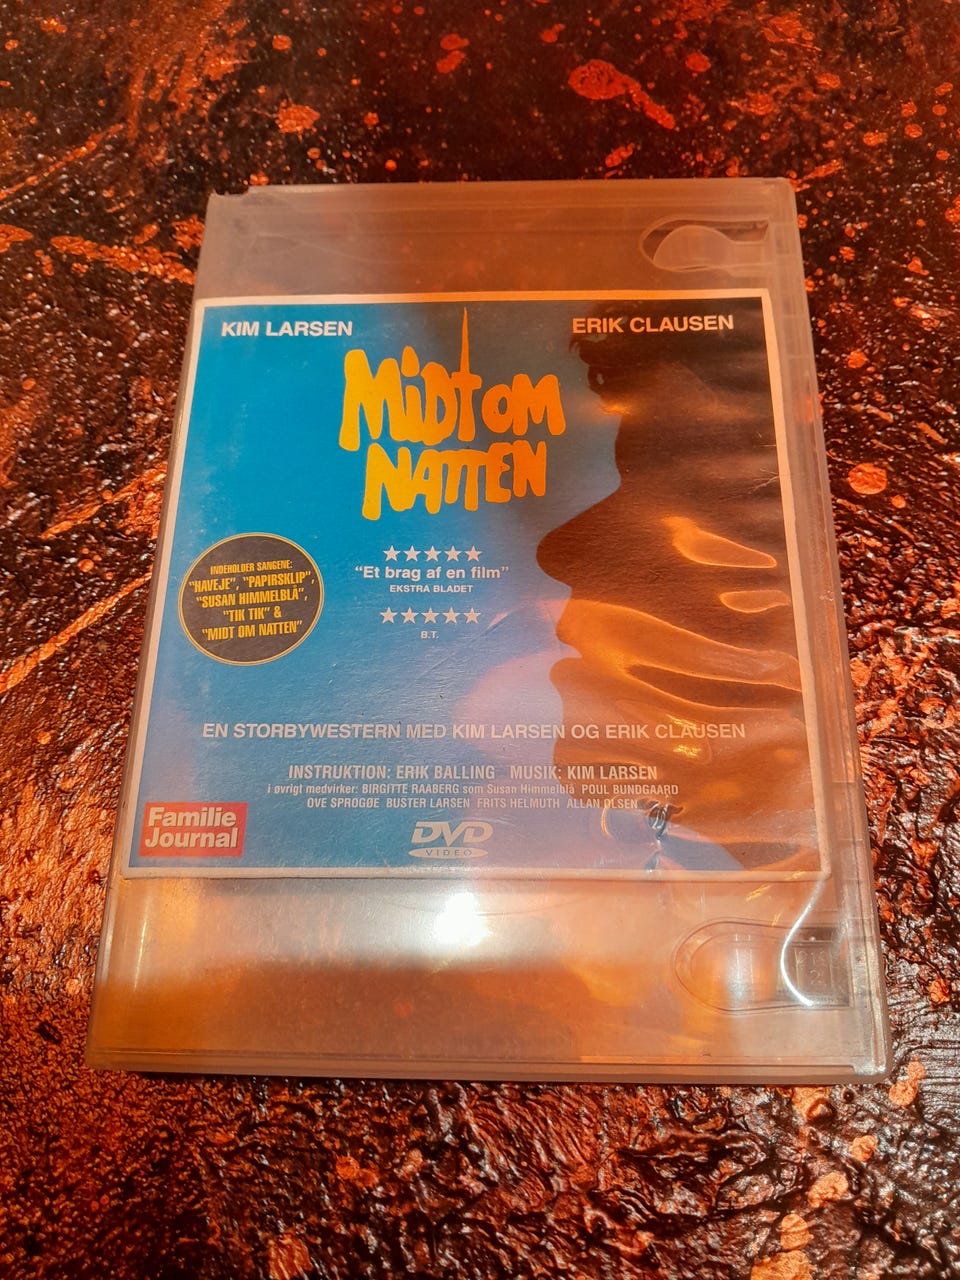 KIM LARSEN
ERIK CLAUSEN
MIDT OM
NATTEN
INDEHOLDER SANGENE:
"HAVEJE", "PAPIRSKLIP",
"SUSAN HIMMELBLÅ",
"TIK TIK" &
"MIDT OM NATTEN"
"Et brag af en film"
EKSTRA BLADET
B.T.
EN STORBYWESTERN MED KIM LARSEN OG ERIK CLAUSEN
INSTRUKTION: ERIK BALLING MUSIK: KIM LARSEN
i øvrigt medvirker: BIRGITTE RAABERG som Susan Himmelblå POUL BUNDGAARD
OVE SPROGØE BUSTER LARSEN FRITS HELMUTH ALLAN OLSEN
Familie
Journal
DVD
VIDEO